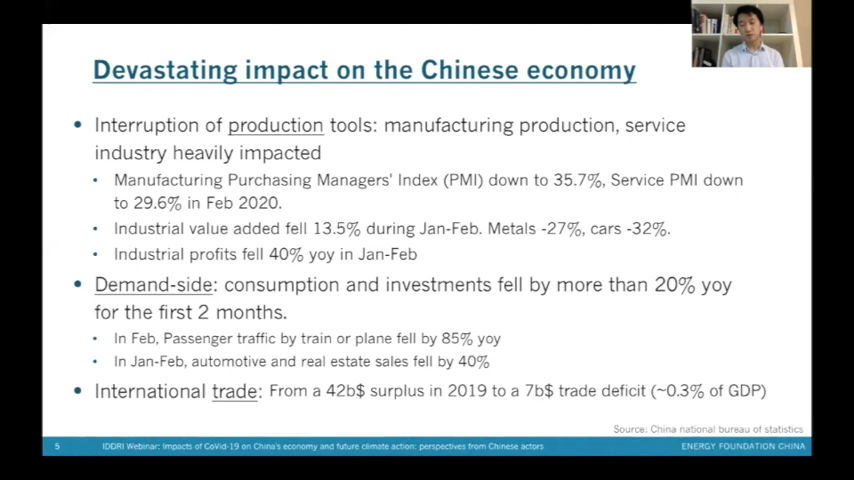 Devastating impact on the Chinese economy
• Interruption of production tools: manufacturing production, service
industry heavily impacted
• Manufacturing Purchasing Managers' Index (PMI) down to 35.7%, Service PMI down
to 29.6% in Feb 2020.
• Industrial value added fell 13.5% during Jan-Feb. Metals -27%, cars -32%.
• Industrial profits fell 40% yoy in Jan-Feb
• Demand-side: consumption and investments fell by more than 20% yoy
for the first 2 months.
• In Feb, Passenger traffic by train or plane fell by 85% yoy
• In Jan-Feb, automotive and real estate sales fell by 40%
• International trade: From a 42b$ surplus in 2019 to a 7b$ trade deficit (~0.3% of GDP)
Source: China national bureau of statistics
5 IDDRI Webinar: Impacts of CoVid-19 on China's economy and future climate action: perspectives from Chinese actors ENERGY FOUNDATION CHINA